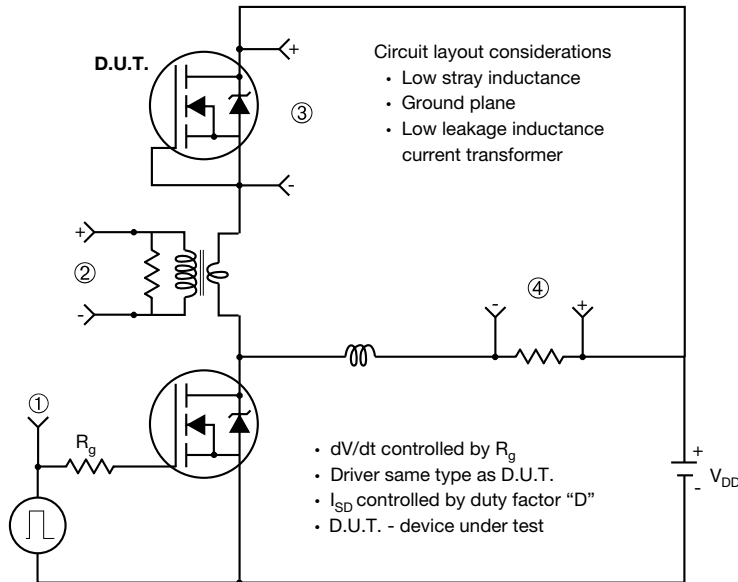 D.U.T.
+
③
-
Circuit layout considerations
• Low stray inductance
• Ground plane
• Low leakage inductance
current transformer
+
②
-
-
④
+
①
Rg
• dV/dt controlled by Rg
• Driver same type as D.U.T.
• ISD controlled by duty factor “D”
• D.U.T. - device under test
+
-
VDD